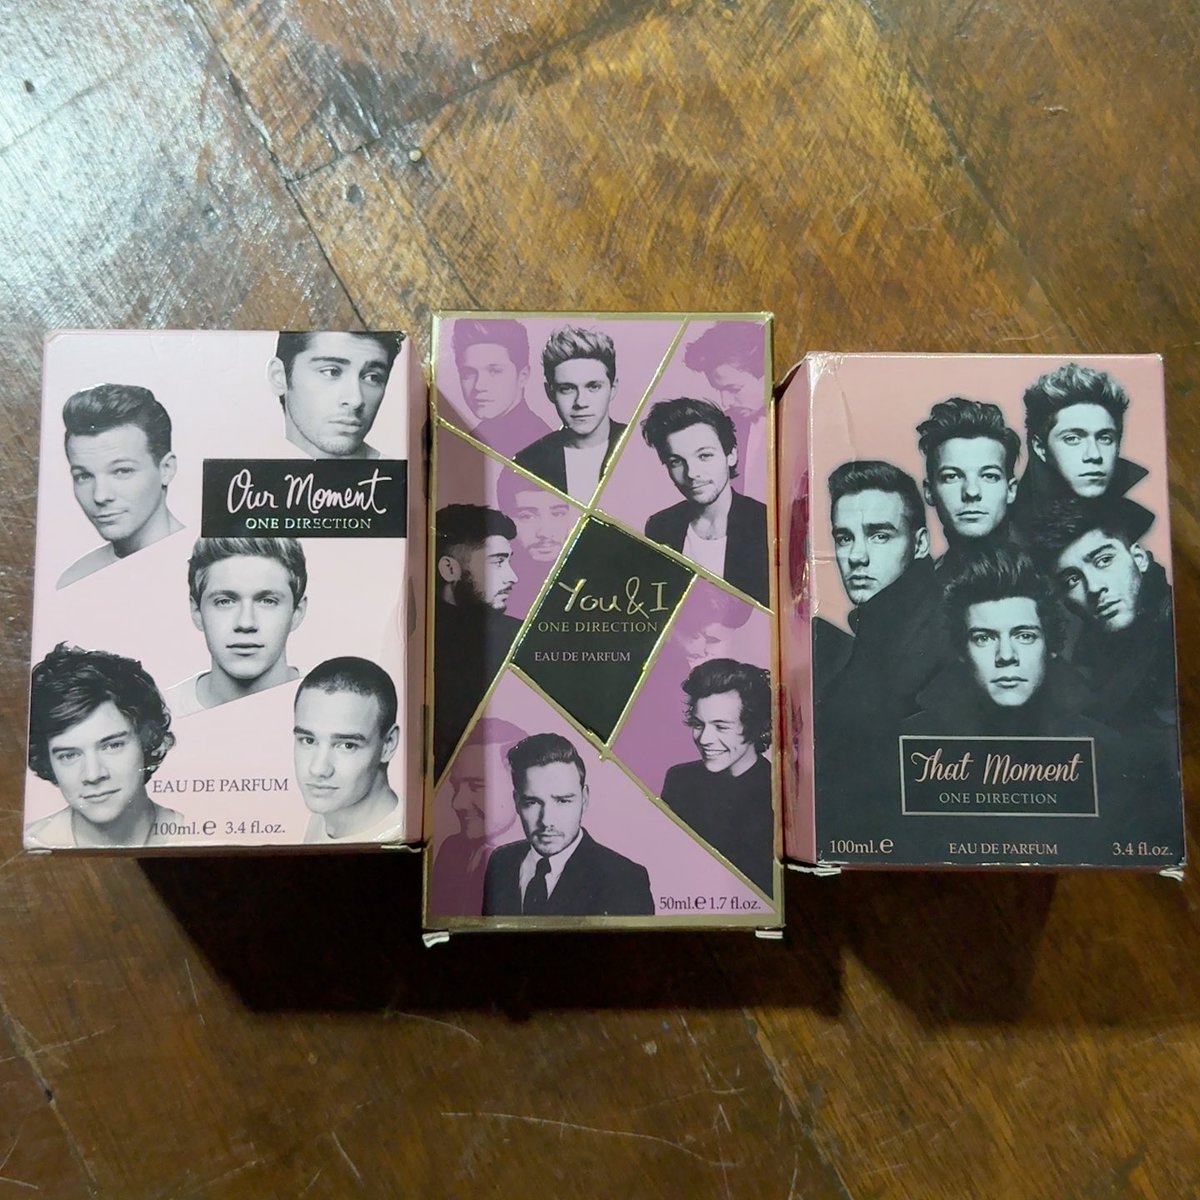 Our Moment
ONE DIRECTION
EAU DE PARFUM
100ml.e 3.4 fl.oz.
You & I
ONE DIRECTION
EAU DE PARFUM
50ml.e 1.7 fl.oz.
That Moment
ONE DIRECTION
100ml.e EAU DE PARFUM 3.4 fl.oz.